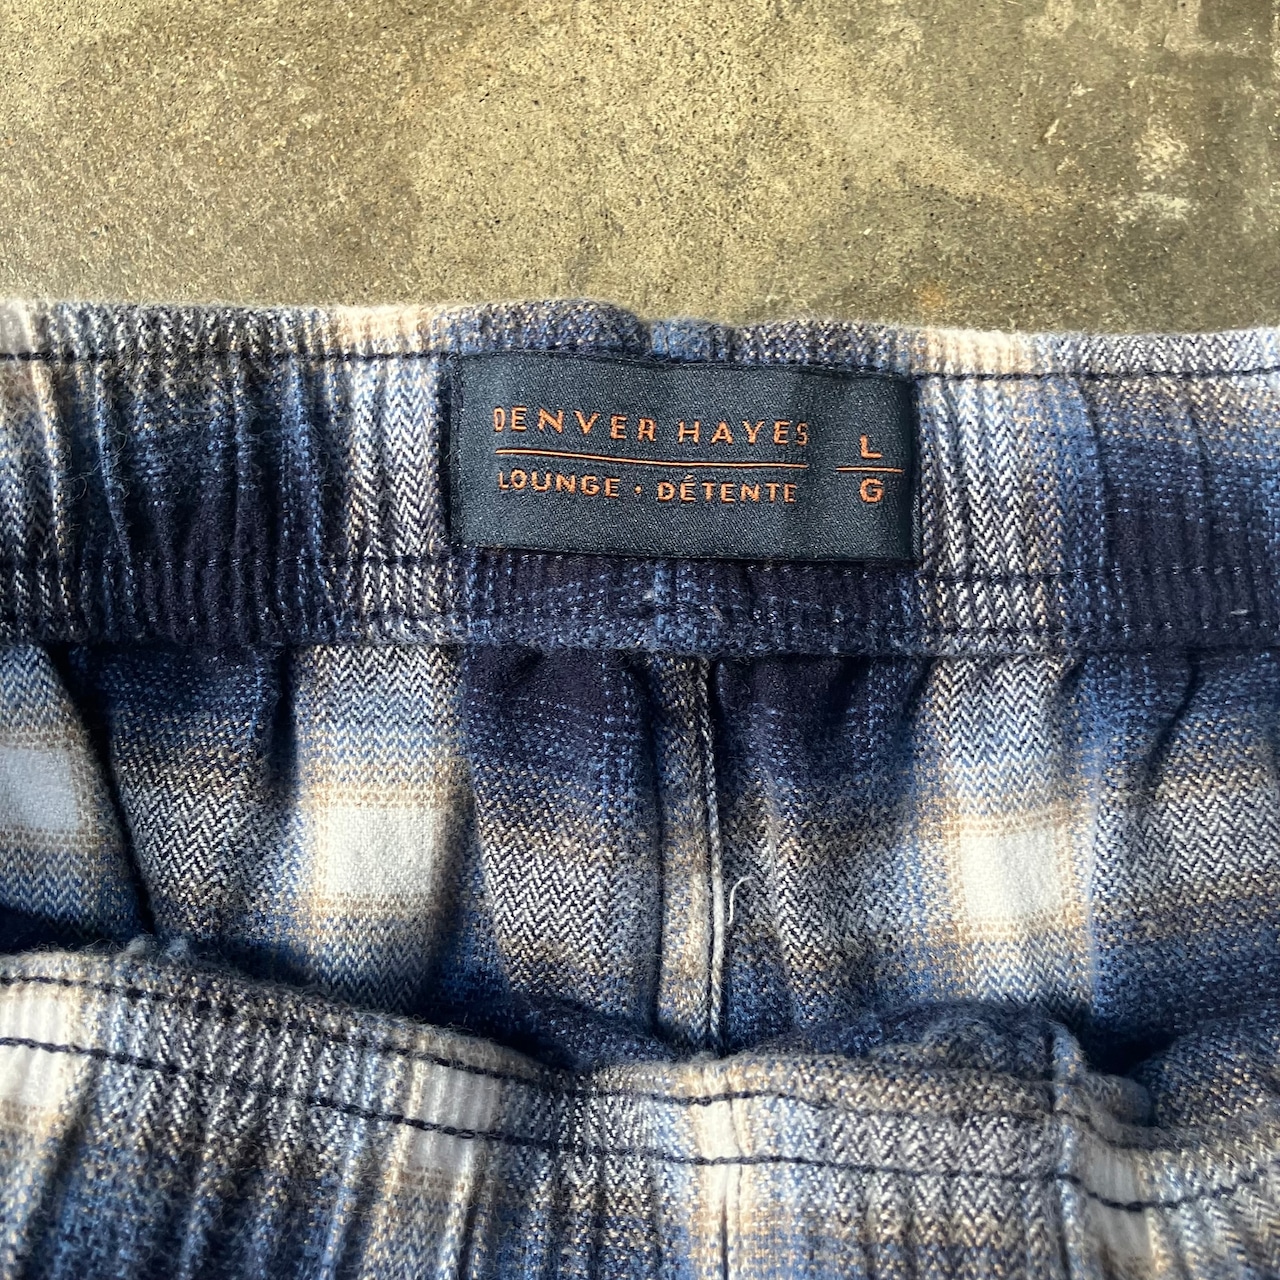 DENVER HAYES
LOUNGE • DÉTENTE
L
G